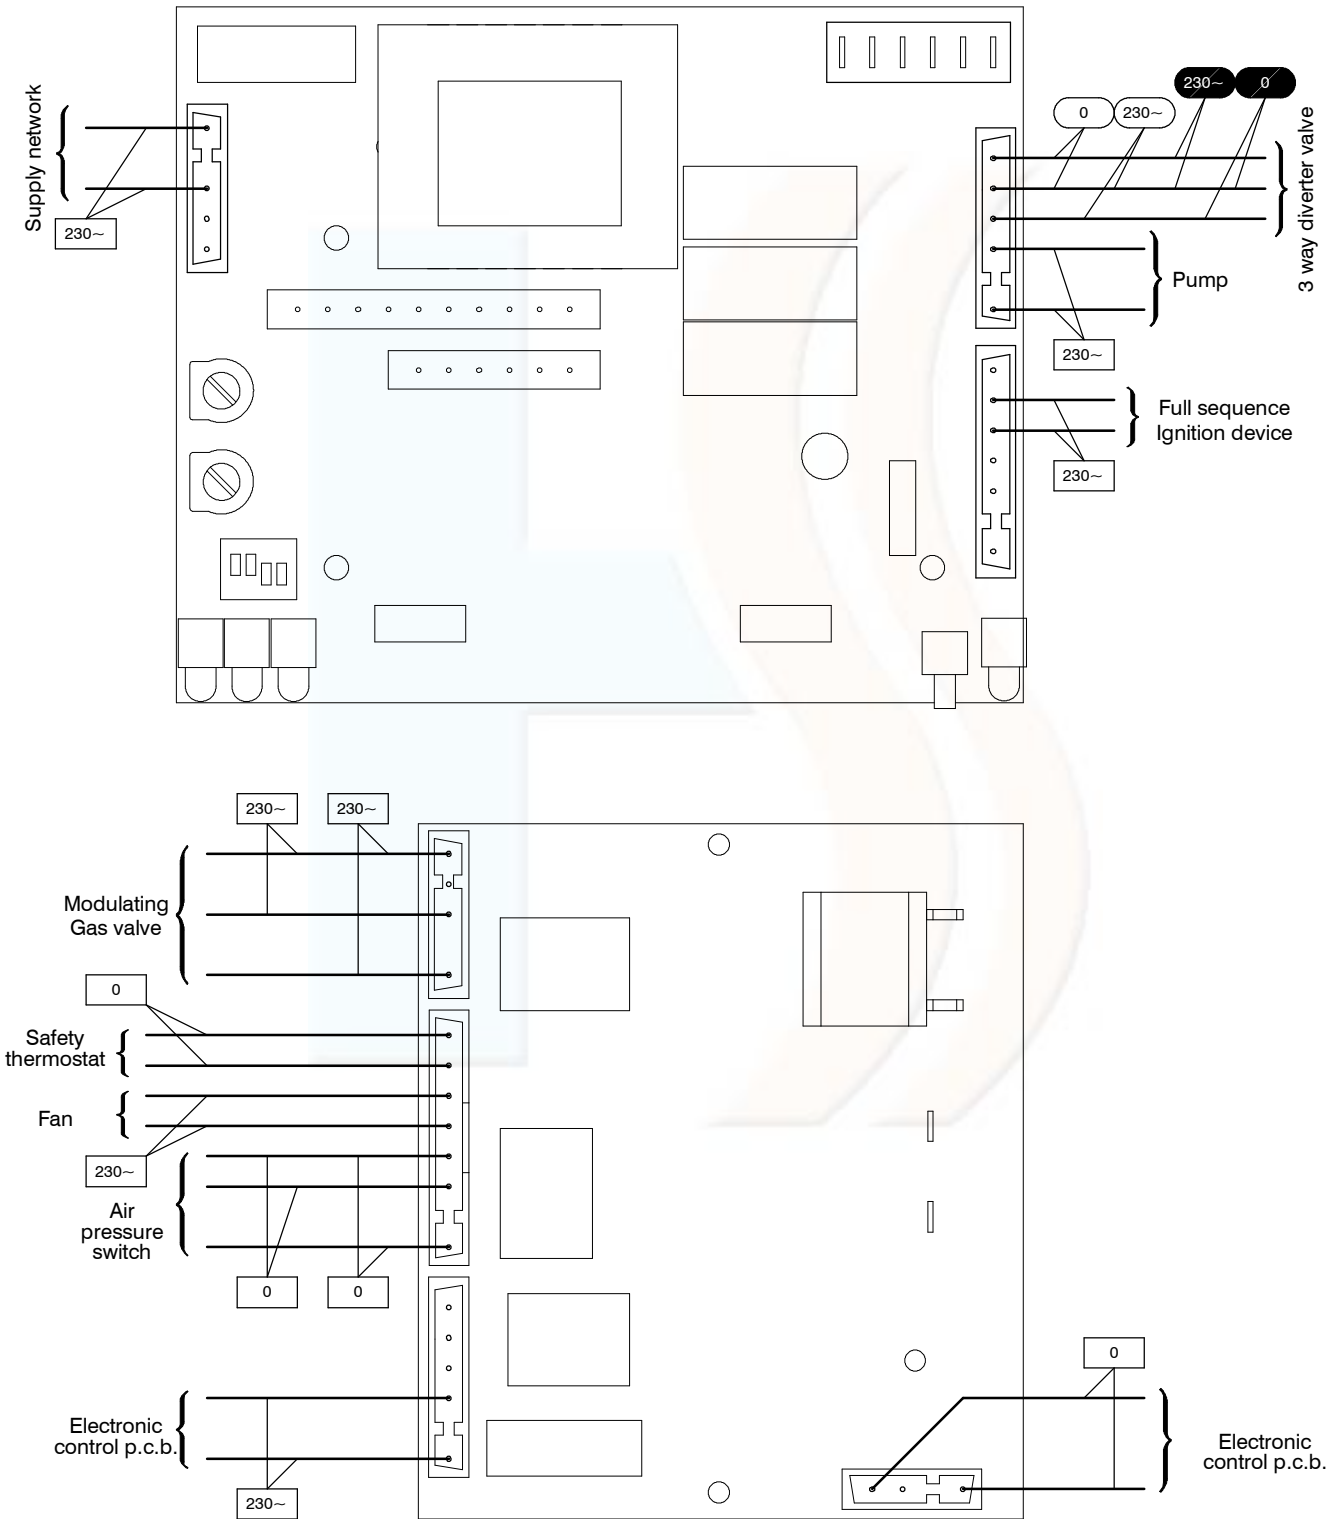 Supply network
230~
0
230~
230~
0
3 way diverter valve
Pump
230~
Full sequence
Ignition device
230~
230~
230~
Modulating
Gas valve
0
Safety
thermostat
Fan
230~
Air
pressure
switch
0
0
Electronic
control p.c.b.
230~
0
Electronic
control p.c.b.